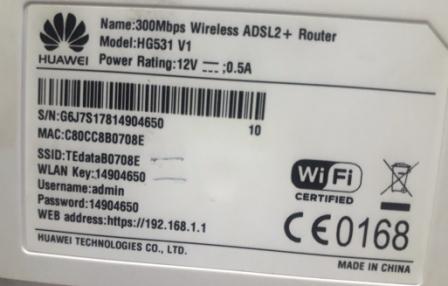 Name:300Mbps Wireless ADSL2+ Router
Model:HG531 V1
HUAWEI Power Rating:12V ⎓;0.5A
S/N:G6J7S17814904650 10
MAC:C80CC8B0708E
SSID:TEdataB0708E
WLAN Key:14904650
Username:admin
Password:14904650
WEB address:https://192.168.1.1
HUAWEI TECHNOLOGIES CO., LTD.
Wi Fi
CERTIFIED
CE0168
MADE IN CHINA